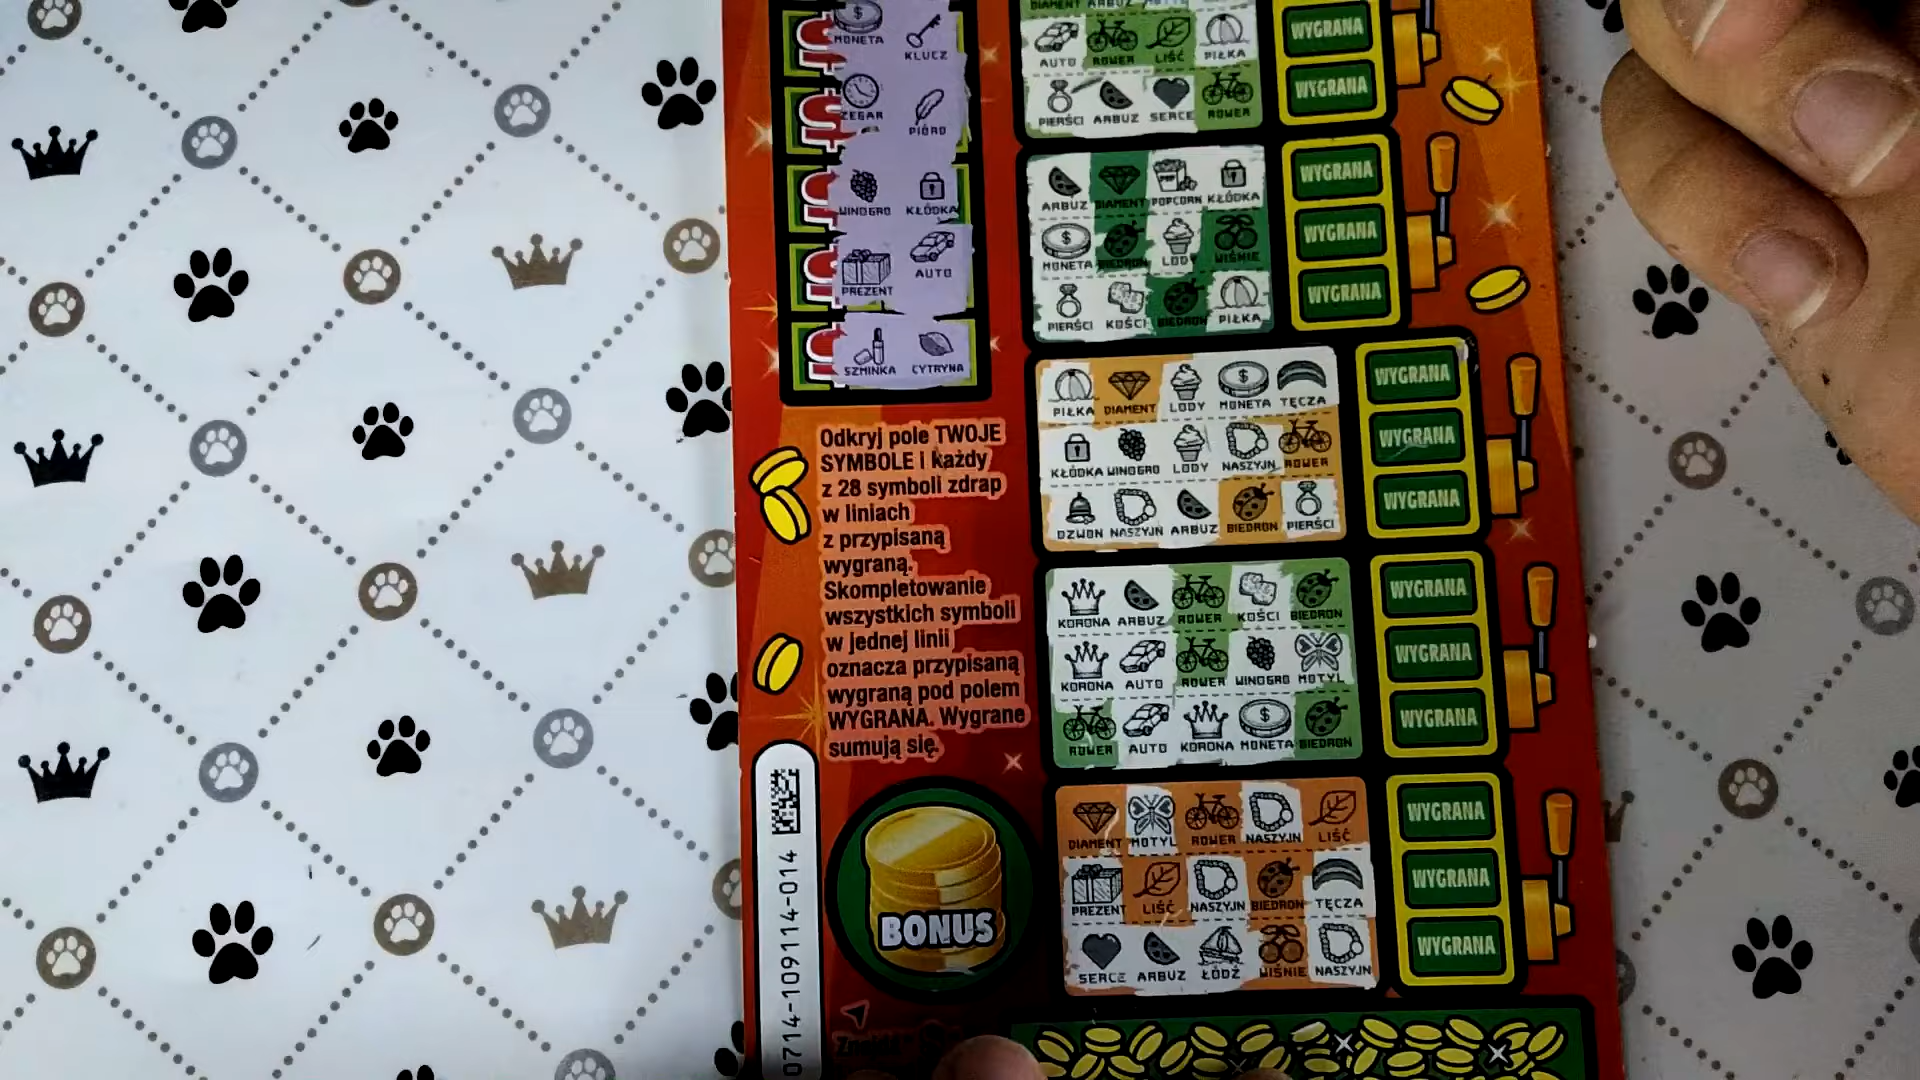 MONETA KLUCZ
ZEGAR PIÓRO
WINOGRO KŁÓDKA
PREZENT AUTO
SZMINKA CYTRYNA
Odkryj pole TWOJE
SYMBOLE i każdy
z 28 symboli zdrap
w liniach
z przypisaną
wygraną.
Skompletowanie
wszystkich symboli
w jednej linii
oznacza przypisaną
wygraną pod polem
WYGRANA. Wygrane
sumują się.
0714-109114-014
BONUS
DIAMENT ARBUZ
AUTO ROWER LIŚĆ PIŁKA
WYGRANA
PIERŚCI ARBUZ SERCE ROWER
WYGRANA
ARBUZ DIAMENT POPCORN KŁÓDKA
WYGRANA
MONETA BIEDRON LODY WIŚNIE
WYGRANA
PIERŚCI KOŚCI BIEDRON PIŁKA
WYGRANA
PIŁKA DIAMENT LODY MONETA TĘCZA
WYGRANA
KŁÓDKA WINOGRO LODY NASZYJN ROWER
WYGRANA
DZWON NASZYJN ARBUZ BIEDRON PIERŚCI
WYGRANA
KORONA ARBUZ ROWER KOŚCI BIEDRON
WYGRANA
KORONA AUTO ROWER WINOGRO MOTYL
WYGRANA
ROWER AUTO KORONA MONETA BIEDRON
WYGRANA
DIAMENT MOTYL ROWER NASZYJN LIŚĆ
WYGRANA
PREZENT LIŚĆ NASZYJN BIEDRON TĘCZA
WYGRANA
SERCE ARBUZ ŁÓDŹ WIŚNIE NASZYJN
WYGRANA